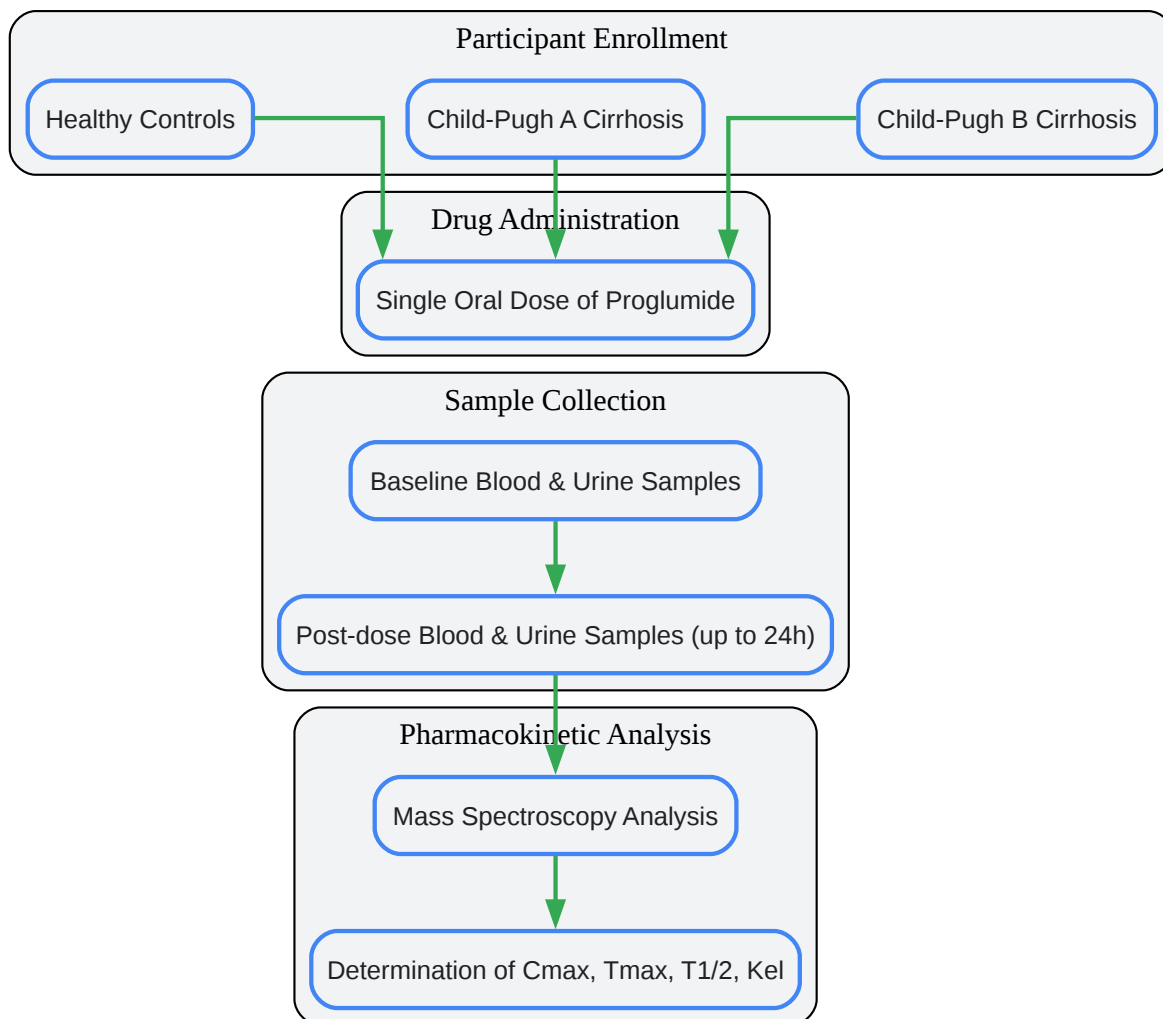 Participant Enrollment
Healthy Controls
Child-Pugh A Cirrhosis
Child-Pugh B Cirrhosis
Drug Administration
Single Oral Dose of Proglumide
Sample Collection
Baseline Blood & Urine Samples
Post-dose Blood & Urine Samples (up to 24h)
Pharmacokinetic Analysis
Mass Spectroscopy Analysis
Determination of Cmax, Tmax, T1/2, Kel